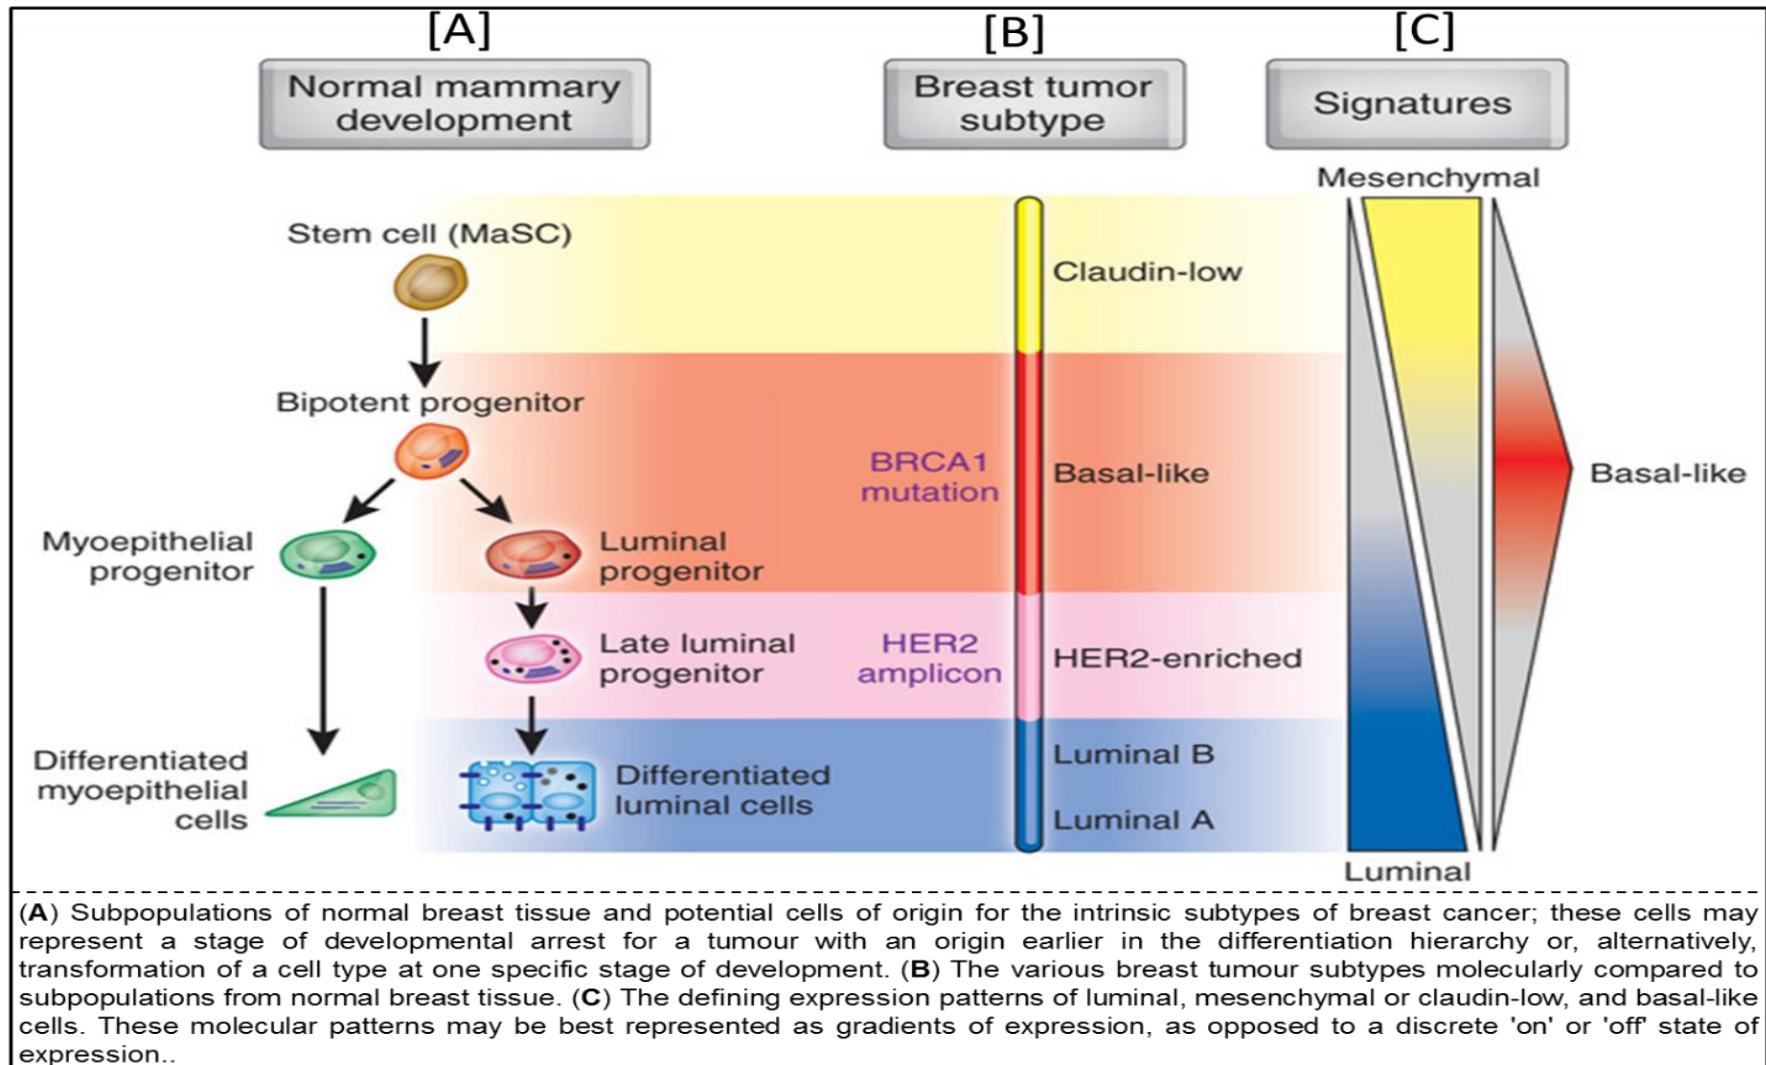 [A]
[B]
[C]
Normal mammary
development
Breast tumor
subtype
Signatures
Mesenchymal
Stem cell (MaSC)
Claudin-low
Bipotent progenitor
BRCA1
mutation
Basal-like
Basal-like
Myoepithelial
progenitor
Luminal
progenitor
Late luminal
progenitor
HER2
amplicon
HER2-enriched
Differentiated
myoepithelial
cells
Differentiated
luminal cells
Luminal B
Luminal A
Luminal
(A) Subpopulations of normal breast tissue and potential cells of origin for the intrinsic subtypes of breast cancer; these cells may
represent a stage of developmental arrest for a tumour with an origin earlier in the differentiation hierarchy or, alternatively,
transformation of a cell type at one specific stage of development. (B) The various breast tumour subtypes molecularly compared to
subpopulations from normal breast tissue. (C) The defining expression patterns of luminal, mesenchymal or claudin-low, and basal-like
cells. These molecular patterns may be best represented as gradients of expression, as opposed to a discrete 'on' or 'off' state of
expression..